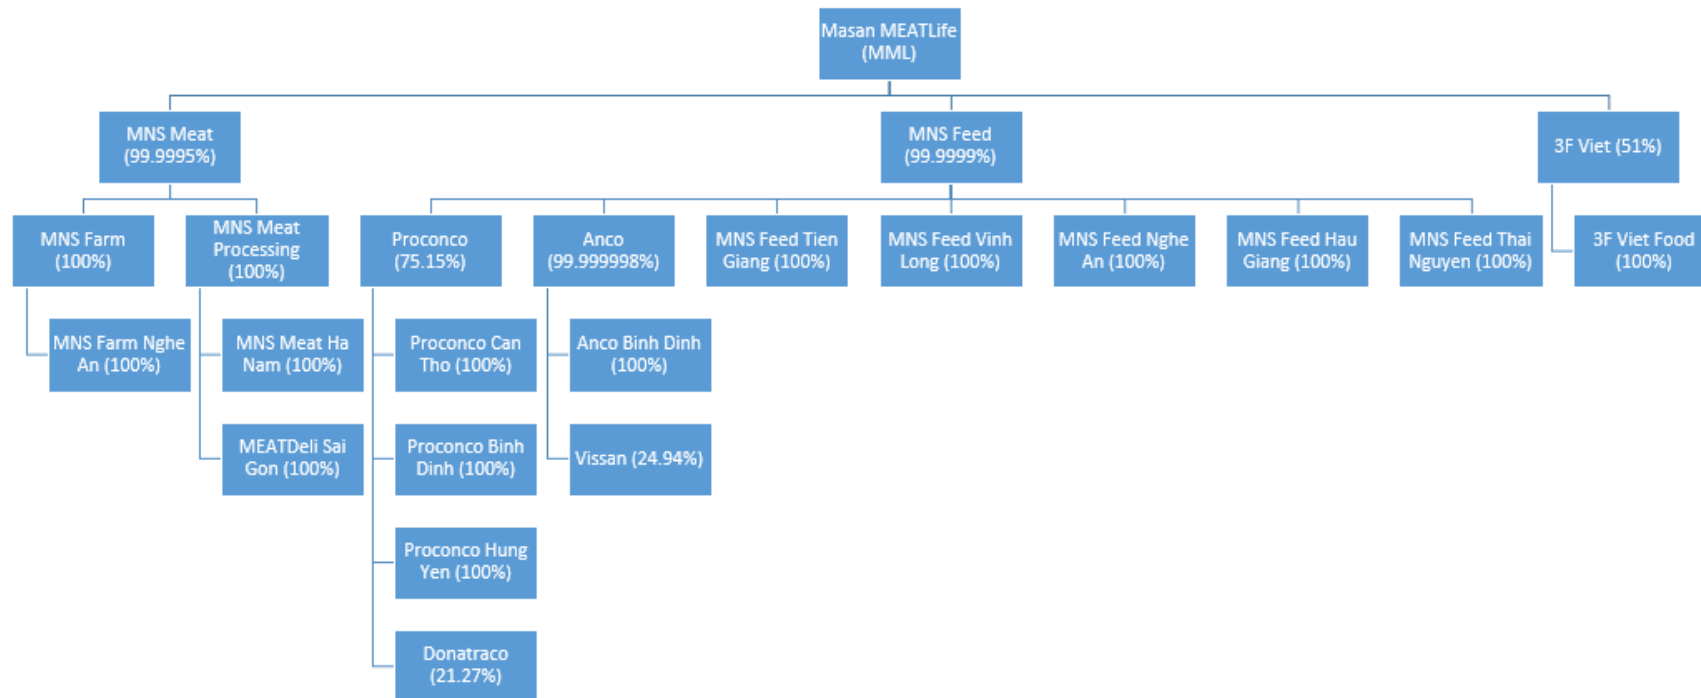 Masan MEATLife
(MML)
MNS Meat
(99.9995%)
MNS Feed
(99.9999%)
3F Viet (51%)
MNS Farm
(100%)
MNS Meat
Processing
(100%)
Proconco
(75.15%)
Anco
(99.999998%)
MNS Feed Tien
Giang (100%)
MNS Feed Vinh
Long (100%)
MNS Feed Nghe
An (100%)
MNS Feed Hau
Giang (100%)
MNS Feed Thai
Nguyen (100%)
3F Viet Food
(100%)
MNS Farm Nghe
An (100%)
MNS Meat Ha
Nam (100%)
Proconco Can
Tho (100%)
Anco Binh Dinh
(100%)
MEATDeli Sai
Gon (100%)
Proconco Binh
Dinh (100%)
Vissan (24.94%)
Proconco Hung
Yen (100%)
Donatraco
(21.27%)